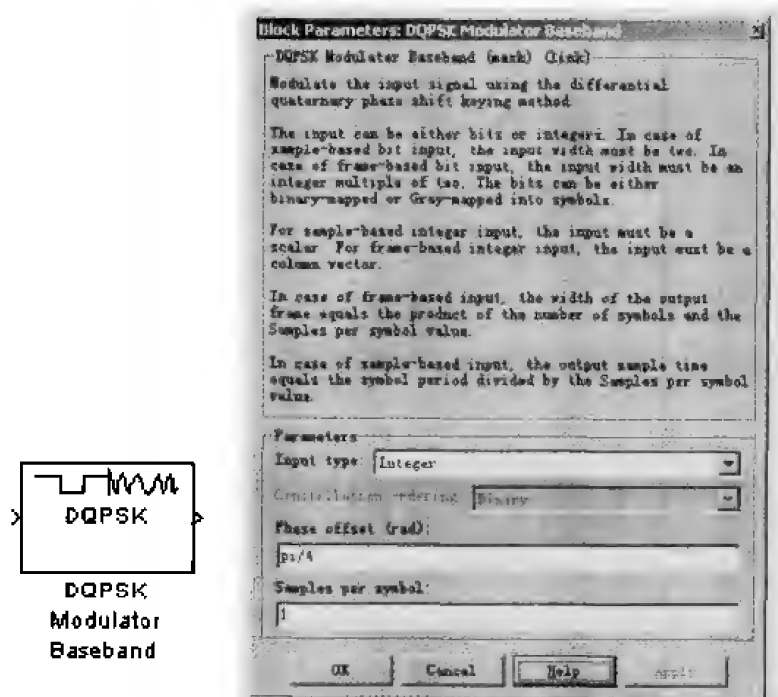 Block Parameters: DQPSK Modulator Baseband
DQPSK Modulator Baseband (mask) (link)
Modulate the input signal using the differential
quaternary phase shift keying method
The input can be either bits or integers. In case of
sample-based bit input, the input width must be two. In
case of frame-based bit input, the input width must be an
integer multiple of two. The bits can be either
binary-mapped or Gray-mapped into symbols.
For sample-based integer input, the input must be a
scalar. For frame-based integer input, the input must be a
column vector.
In case of frame-based input, the width of the output
frame equals the product of the number of symbols and the
Samples per symbol value.
In case of sample-based input, the output sample time
equals the symbol period divided by the Samples per symbol
value.
Parameters
Input type: Integer
Constellation ordering: Binary
Phase offset (rad):
pi/4
Samples per symbol:
1
OK Cancel Help Apply
DQPSK
DQPSK
Modulator
Baseband